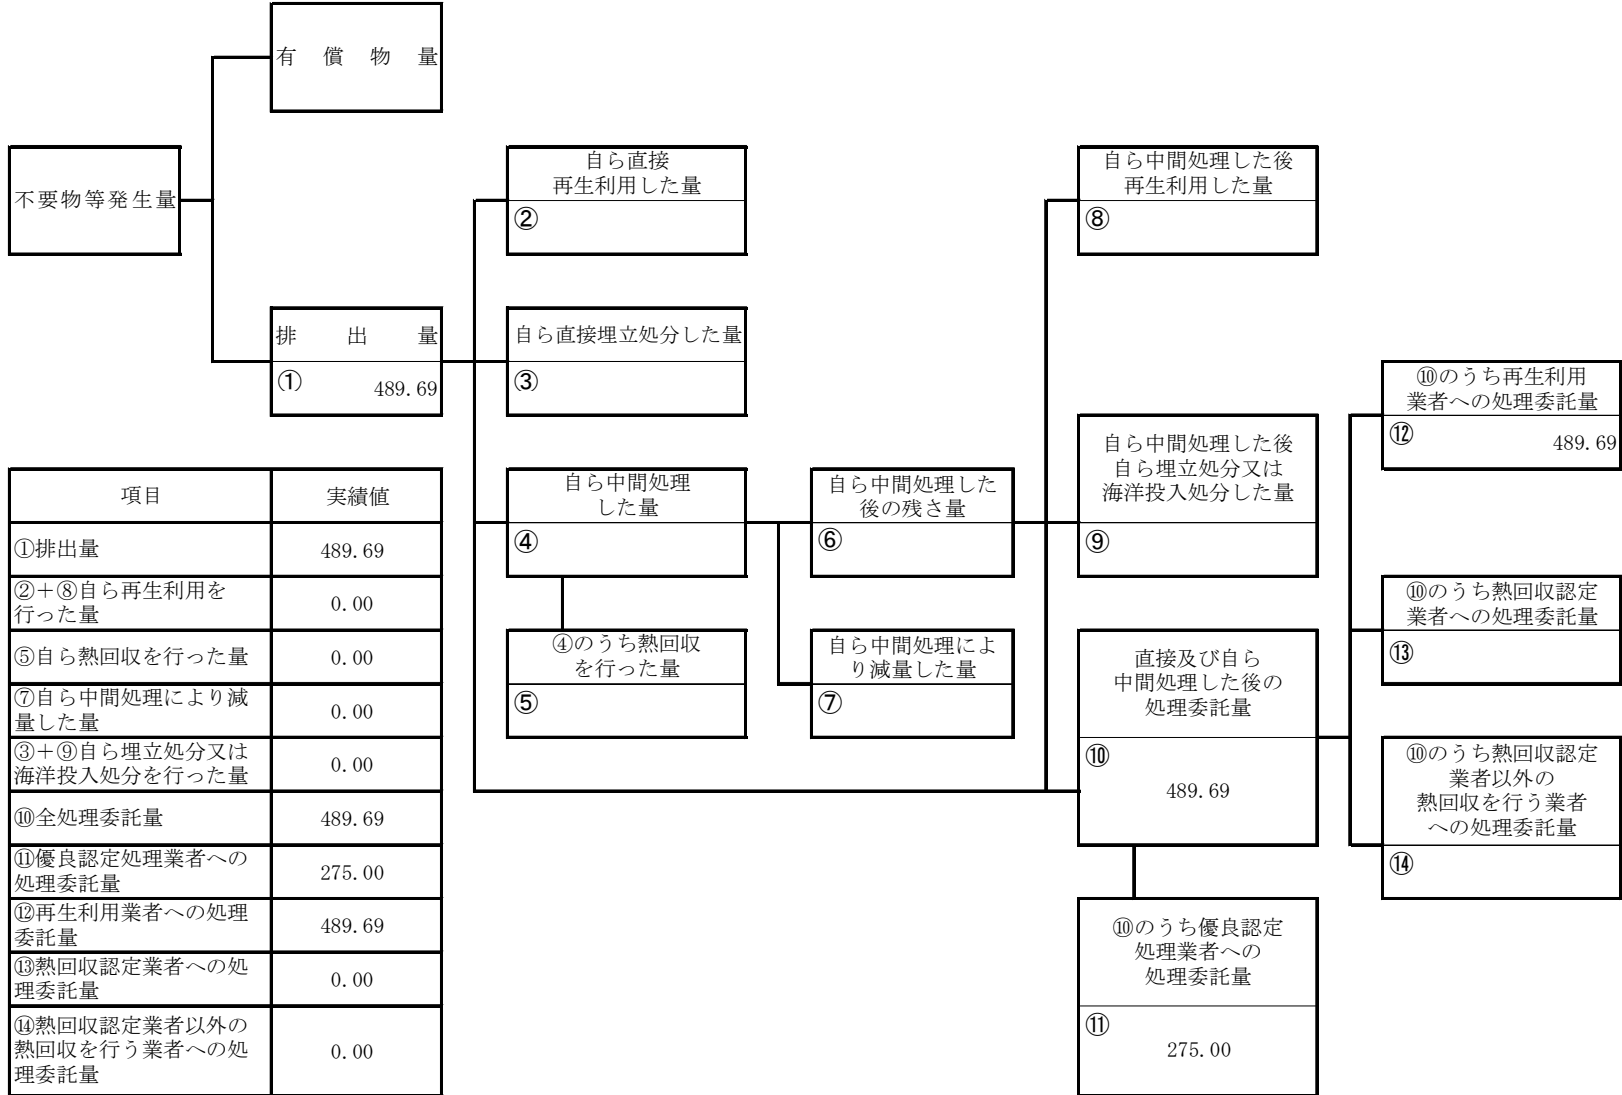 有償物量
不要物等発生量
排出量
① 489.69
自ら直接
再生利用した量
②
自ら直接埋立処分した量
③
自ら中間処理
した量
④
④のうち熱回収
を行った量
⑤
自ら中間処理した
後の残さ量
⑥
自ら中間処理によ
り減量した量
⑦
自ら中間処理した後
再生利用した量
⑧
自ら中間処理した後
自ら埋立処分又は
海洋投入処分した量
⑨
直接及び自ら
中間処理した後の
処理委託量
⑩
489.69
⑩のうち優良認定
処理業者への
処理委託量
⑪
275.00
⑩のうち再生利用
業者への処理委託量
⑫ 489.69
⑩のうち熱回収認定
業者への処理委託量
⑬
⑩のうち熱回収認定
業者以外の
熱回収を行う業者
への処理委託量
⑭
項目 実績値
①排出量 489.69
②+⑧自ら再生利用を
行った量 0.00
⑤自ら熱回収を行った量 0.00
⑦自ら中間処理により減
量した量 0.00
③+⑨自ら埋立処分又は
海洋投入処分を行った量 0.00
⑩全処理委託量 489.69
⑪優良認定処理業者への
処理委託量 275.00
⑫再生利用業者への処理
委託量 489.69
⑬熱回収認定業者への処
理委託量 0.00
⑭熱回収認定業者以外の
熱回収を行う業者への処
理委託量 0.00